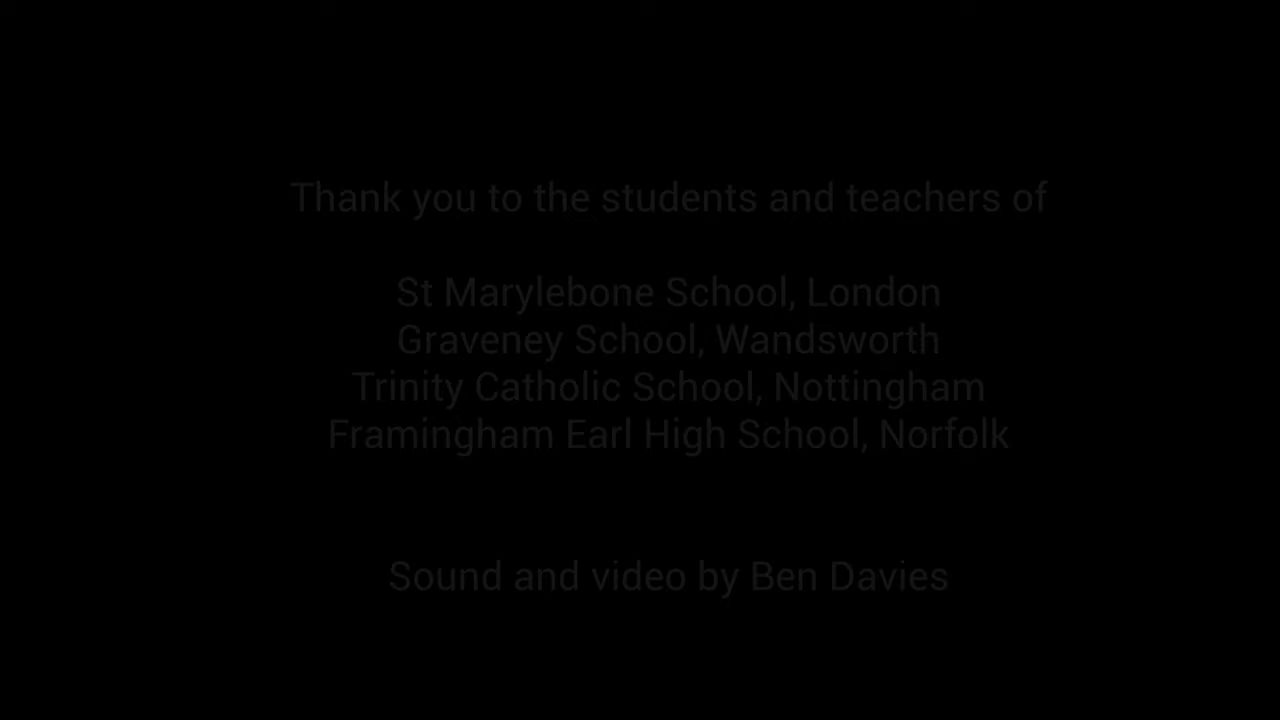 Thank you to the students and teachers of
St Marylebone School, London
Graveney School, Wandsworth
Trinity Catholic School, Nottingham
Framingham Earl High School, Norfolk
Sound and video by Ben Davies